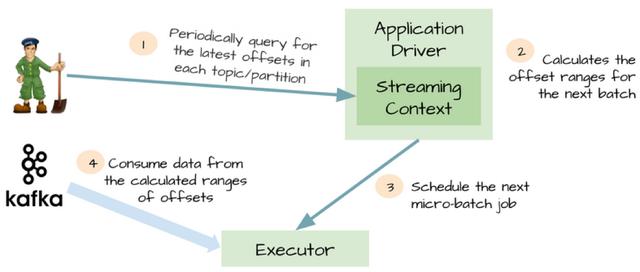 1
Periodically query for
the latest offsets in
each topic/partition
Application
Driver
Streaming
Context
2
Calculates the
offset ranges for
the next batch
kafka
4
Consume data from
the calculated ranges
of offsets
3
Schedule the next
micro-batch job
Executor